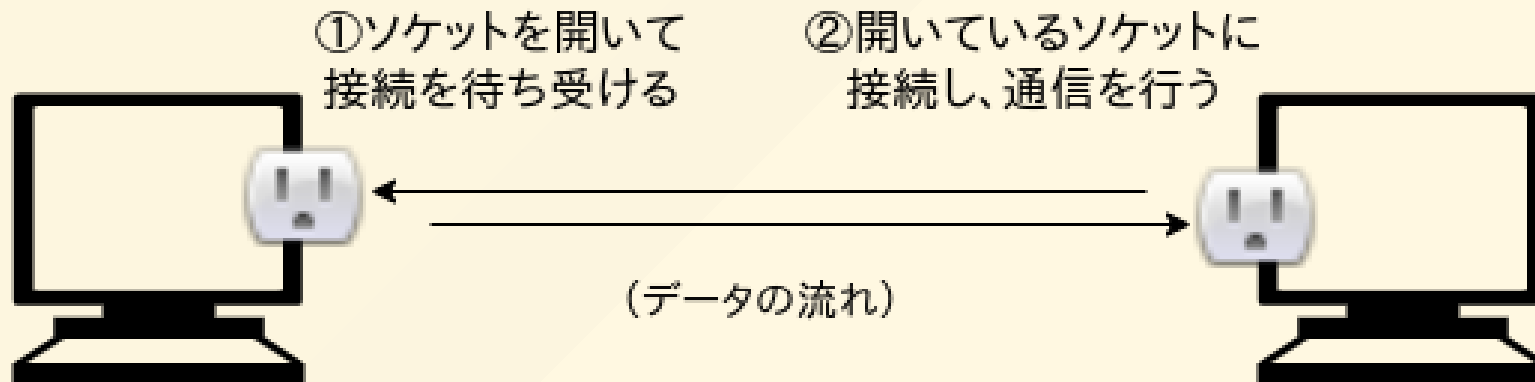 ①ソケットを開いて
接続を待ち受ける
②開いているソケットに
接続し、通信を行う
（データの流れ）